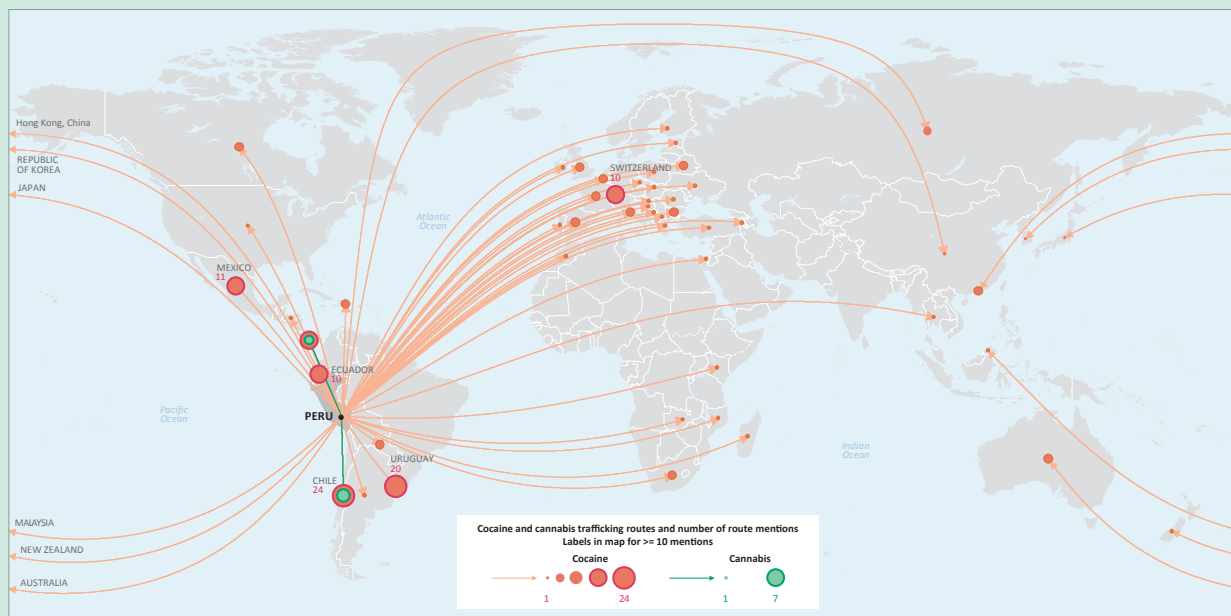 Hong Kong, China
REPUBLIC
OF KOREA
JAPAN
Atlantic
Ocean
SWITZERLAND
10
MEXICO
11
ECUADOR
10
PERU
Pacific
Ocean
Indian
Ocean
URUGUAY
20
CHILE
24
MALAYSIA
NEW ZEALAND
AUSTRALIA
Cocaine and cannabis trafficking routes and number of route mentions
Labels in map for >= 10 mentions
Cocaine Cannabis
1 24 1 7